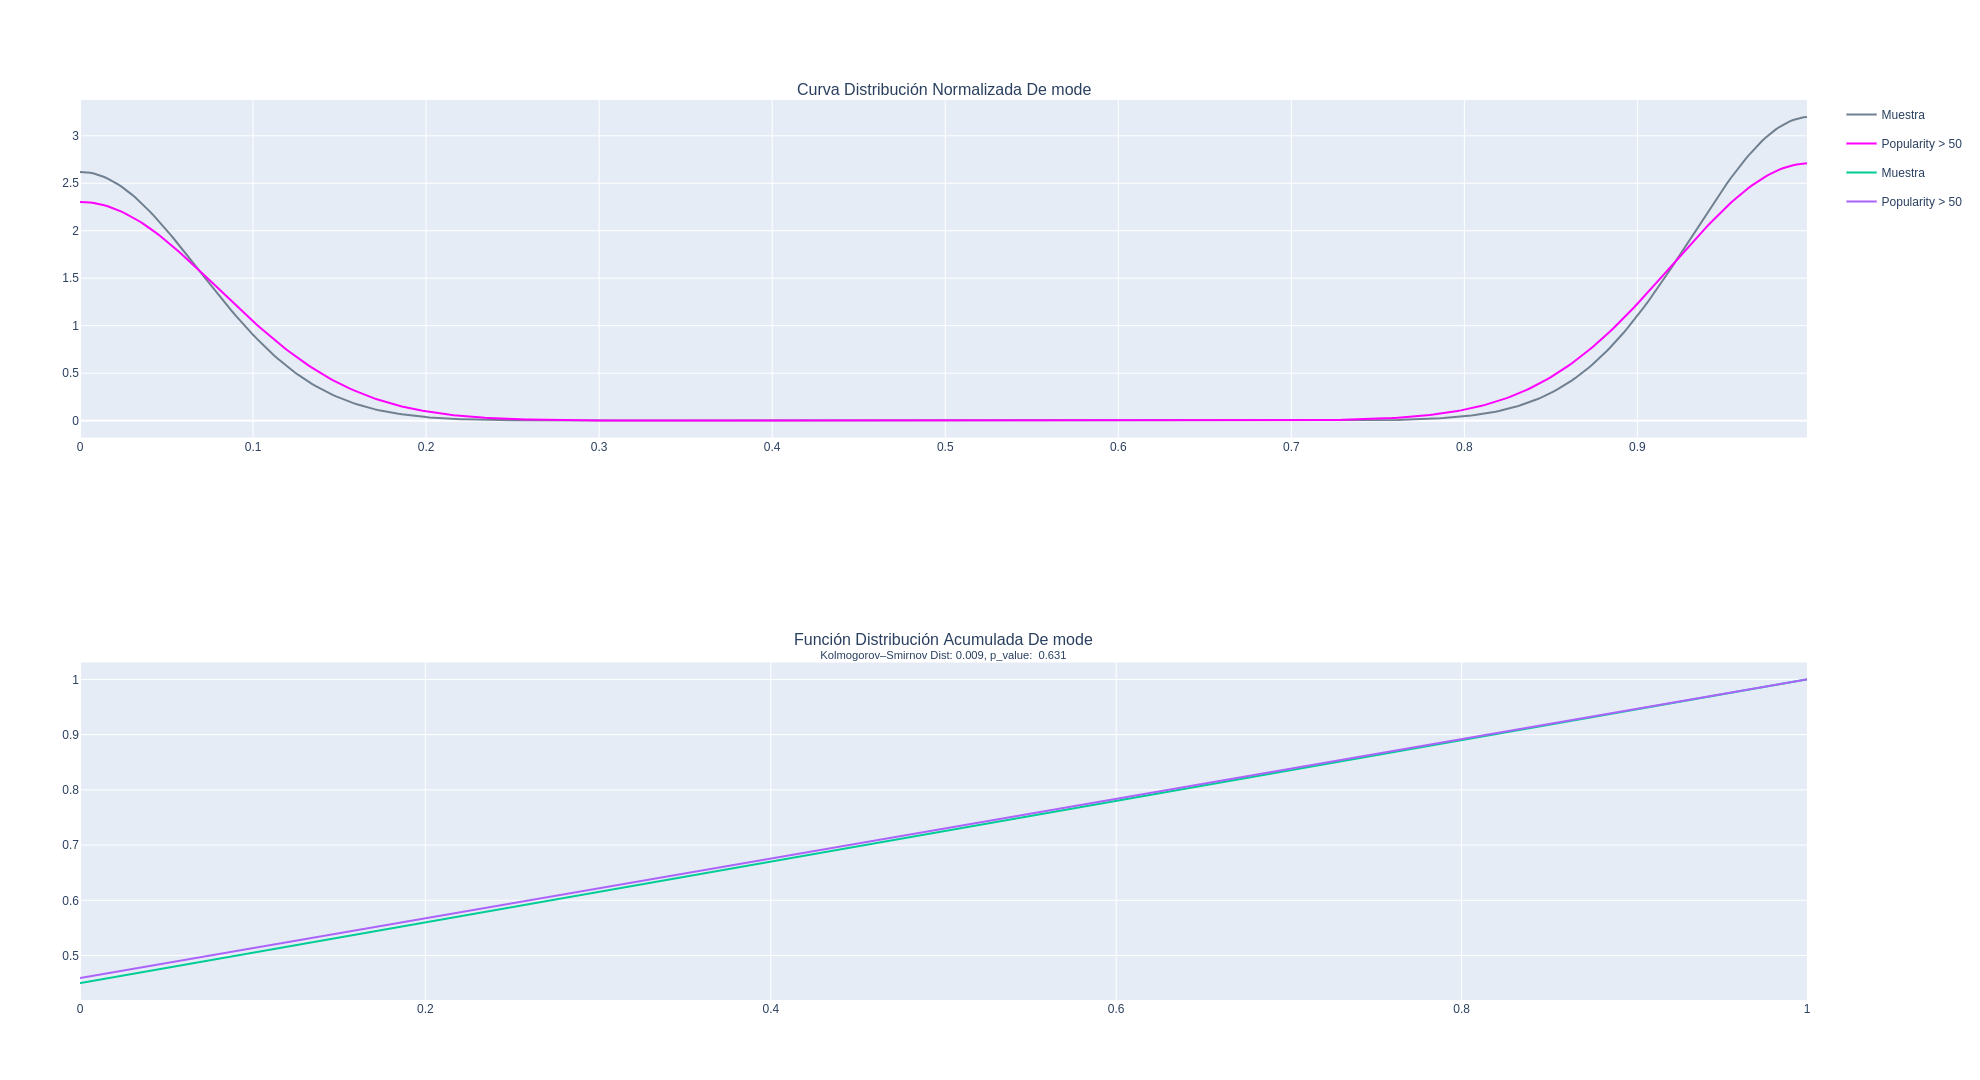 Curva Distribución Normalizada De mode
3
2.5
2
1.5
1
0.5
0
0 0.1 0.2 0.3 0.4 0.5 0.6 0.7 0.8 0.9
Muestra
Popularity > 50
Muestra
Popularity > 50
Función Distribución Acumulada De mode
Kolmogorov–Smirnov Dist: 0.009, p_value:  0.631
1
0.9
0.8
0.7
0.6
0.5
0 0.2 0.4 0.6 0.8 1